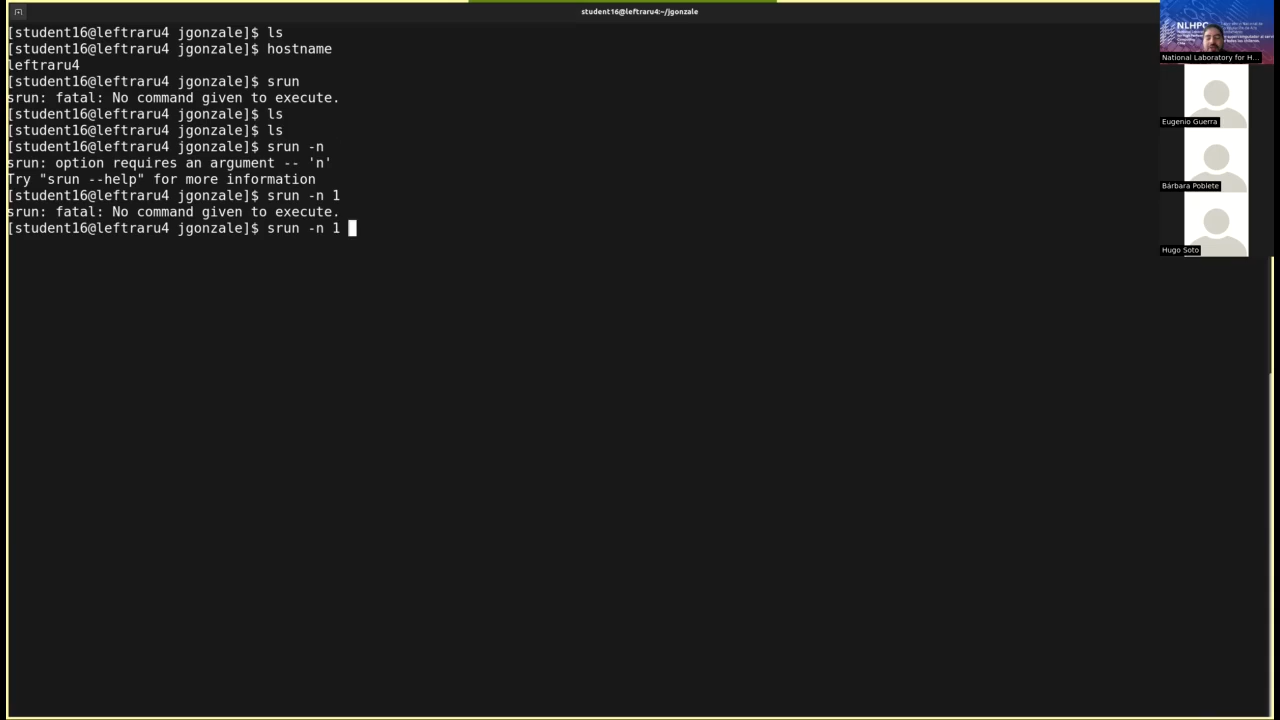 student16@leftraru4:~/jgonzale
[student16@leftraru4 jgonzale]$ ls
[student16@leftraru4 jgonzale]$ hostname
leftraru4
[student16@leftraru4 jgonzale]$ srun
srun: fatal: No command given to execute.
[student16@leftraru4 jgonzale]$ ls
[student16@leftraru4 jgonzale]$ ls
[student16@leftraru4 jgonzale]$ srun -n
srun: option requires an argument -- 'n'
Try "srun --help" for more information
[student16@leftraru4 jgonzale]$ srun -n 1
srun: fatal: No command given to execute.
[student16@leftraru4 jgonzale]$ srun -n 1
NLHPC
National Laboratory for H...
Eugenio Guerra
Bárbara Poblete
Hugo Soto